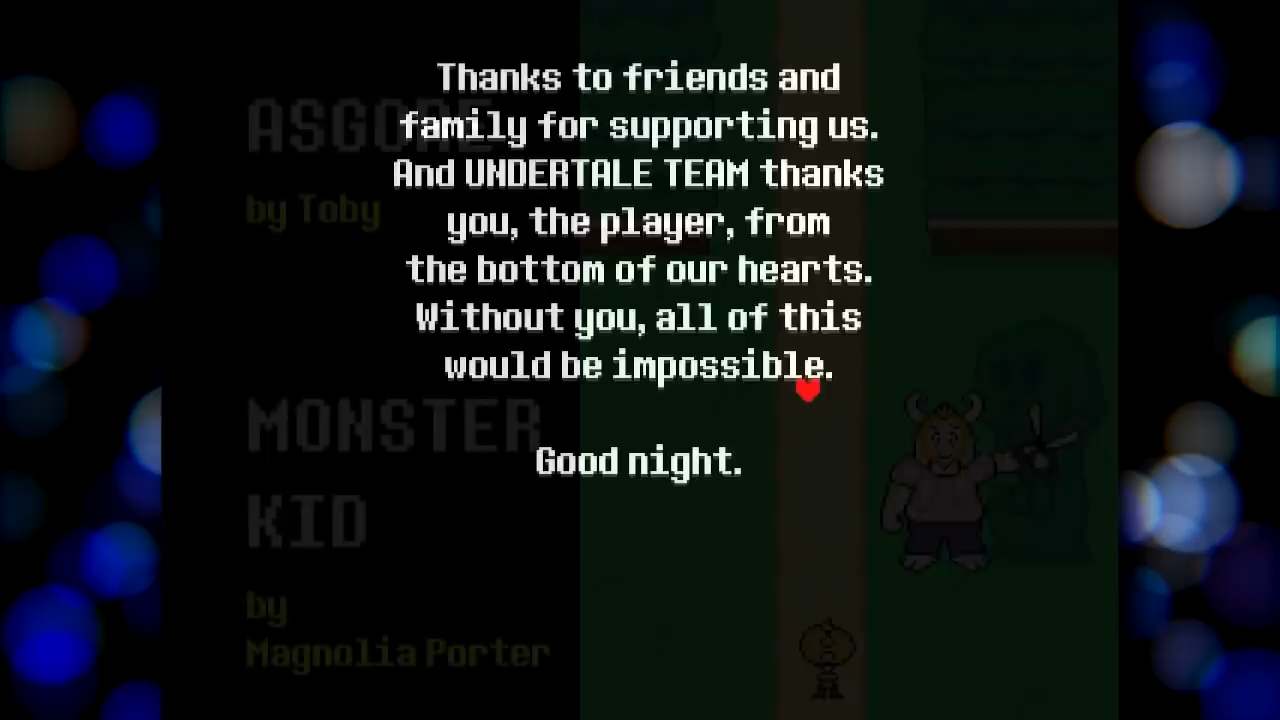 Thanks to friends and
family for supporting us.
And UNDERTALE TEAM thanks
you, the player, from
the bottom of our hearts.
Without you, all of this
would be impossible.
Good night.
ASGORE
by Toby
MONSTER
KID
by
Magnolia Porter